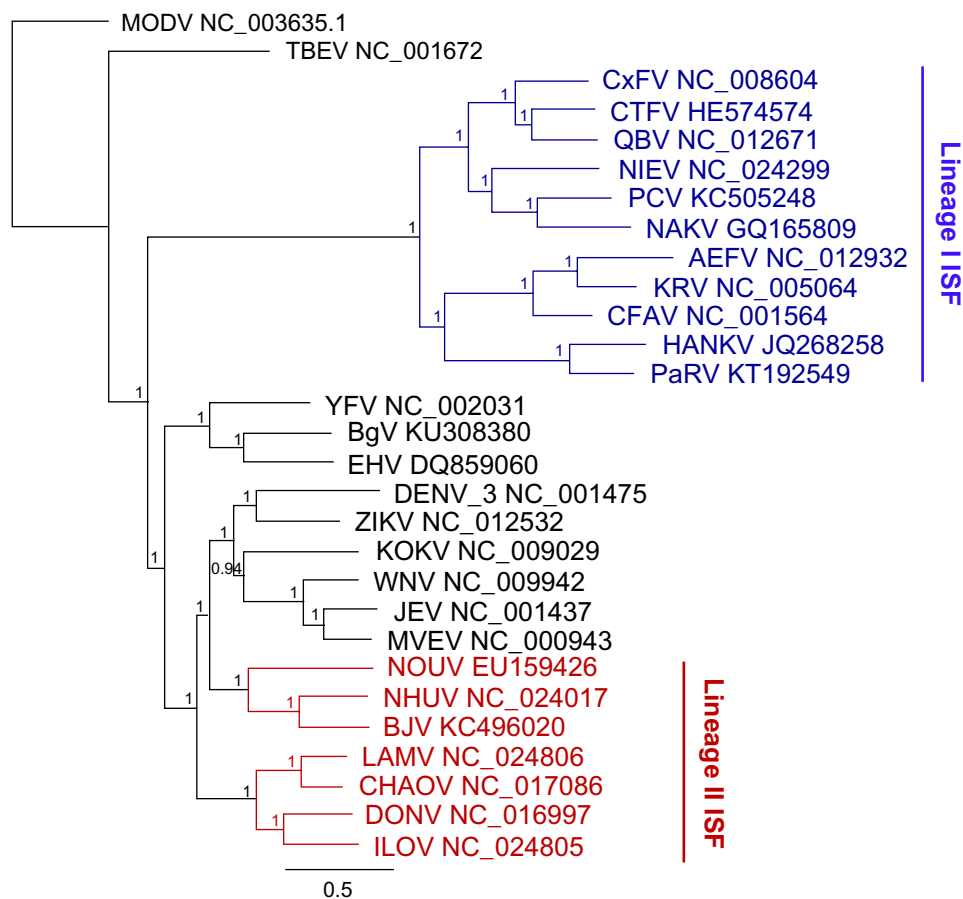 MODV NC_003635.1
TBEV NC_001672
CxFV NC_008604
1
CTFV HE574574
1
QBV NC_012671
1
NIEV NC_024299
1
PCV KC505248
1
NAKV GQ165809
1
AEFV NC_012932
1
KRV NC_005064
1
CFAV NC_001564
1
HANKV JQ268258
1
PaRV KT192549
Lineage I ISF
1
YFV NC_002031
1
BgV KU308380
1
EHV DQ859060
DENV_3 NC_001475
1
ZIKV NC_012532
1
KOKV NC_009029
1
0.94
WNV NC_009942
1
JEV NC_001437
1
1
MVEV NC_000943
NOUV EU159426
1
NHUV NC_024017
1
1
BJV KC496020
LAMV NC_024806
1
CHAOV NC_017086
1
DONV NC_016997
1
ILOV NC_024805
Lineage II ISF
0.5